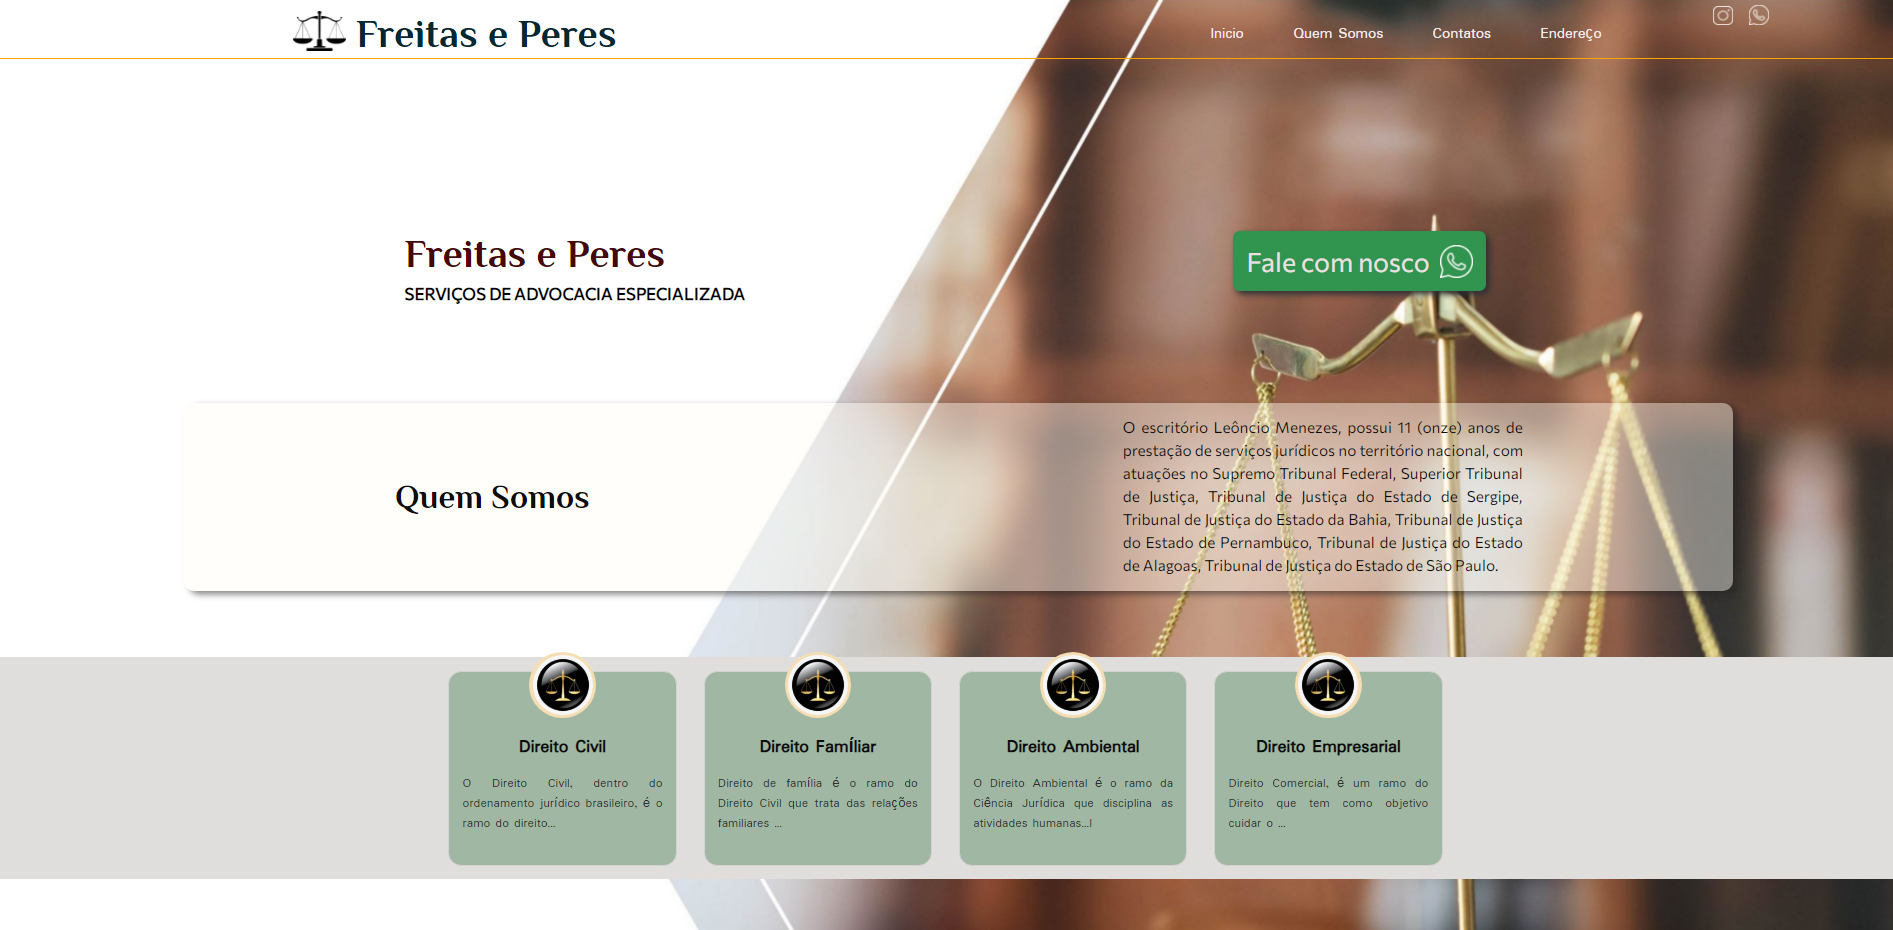 Freitas e Peres
Inicio
Quem Somos
Contatos
Endereço
Freitas e Peres
SERVIÇOS DE ADVOCACIA ESPECIALIZADA
Fale com nosco
Quem Somos
O escritório Leôncio Menezes, possui 11 (onze) anos de
prestação de serviços jurídicos no território nacional, com
atuações no Supremo Tribunal Federal, Superior Tribunal
de Justiça, Tribunal de Justiça do Estado de Sergipe,
Tribunal de Justiça do Estado da Bahia, Tribunal de Justiça
do Estado de Pernambuco, Tribunal de Justiça do Estado
de Alagoas, Tribunal de Justiça do Estado de São Paulo.
Direito Civil
O Direito Civil, dentro do
ordenamento jurídico brasileiro, é o
ramo do direito...
Direito Famíliar
Direito de família é o ramo do
Direito Civil que trata das relações
familiares ...
Direito Ambiental
O Direito Ambiental é o ramo da
Ciência Jurídica que disciplina as
atividades humanas...l
Direito Empresarial
Direito Comercial, é um ramo do
Direito que tem como objetivo
cuidar o ...